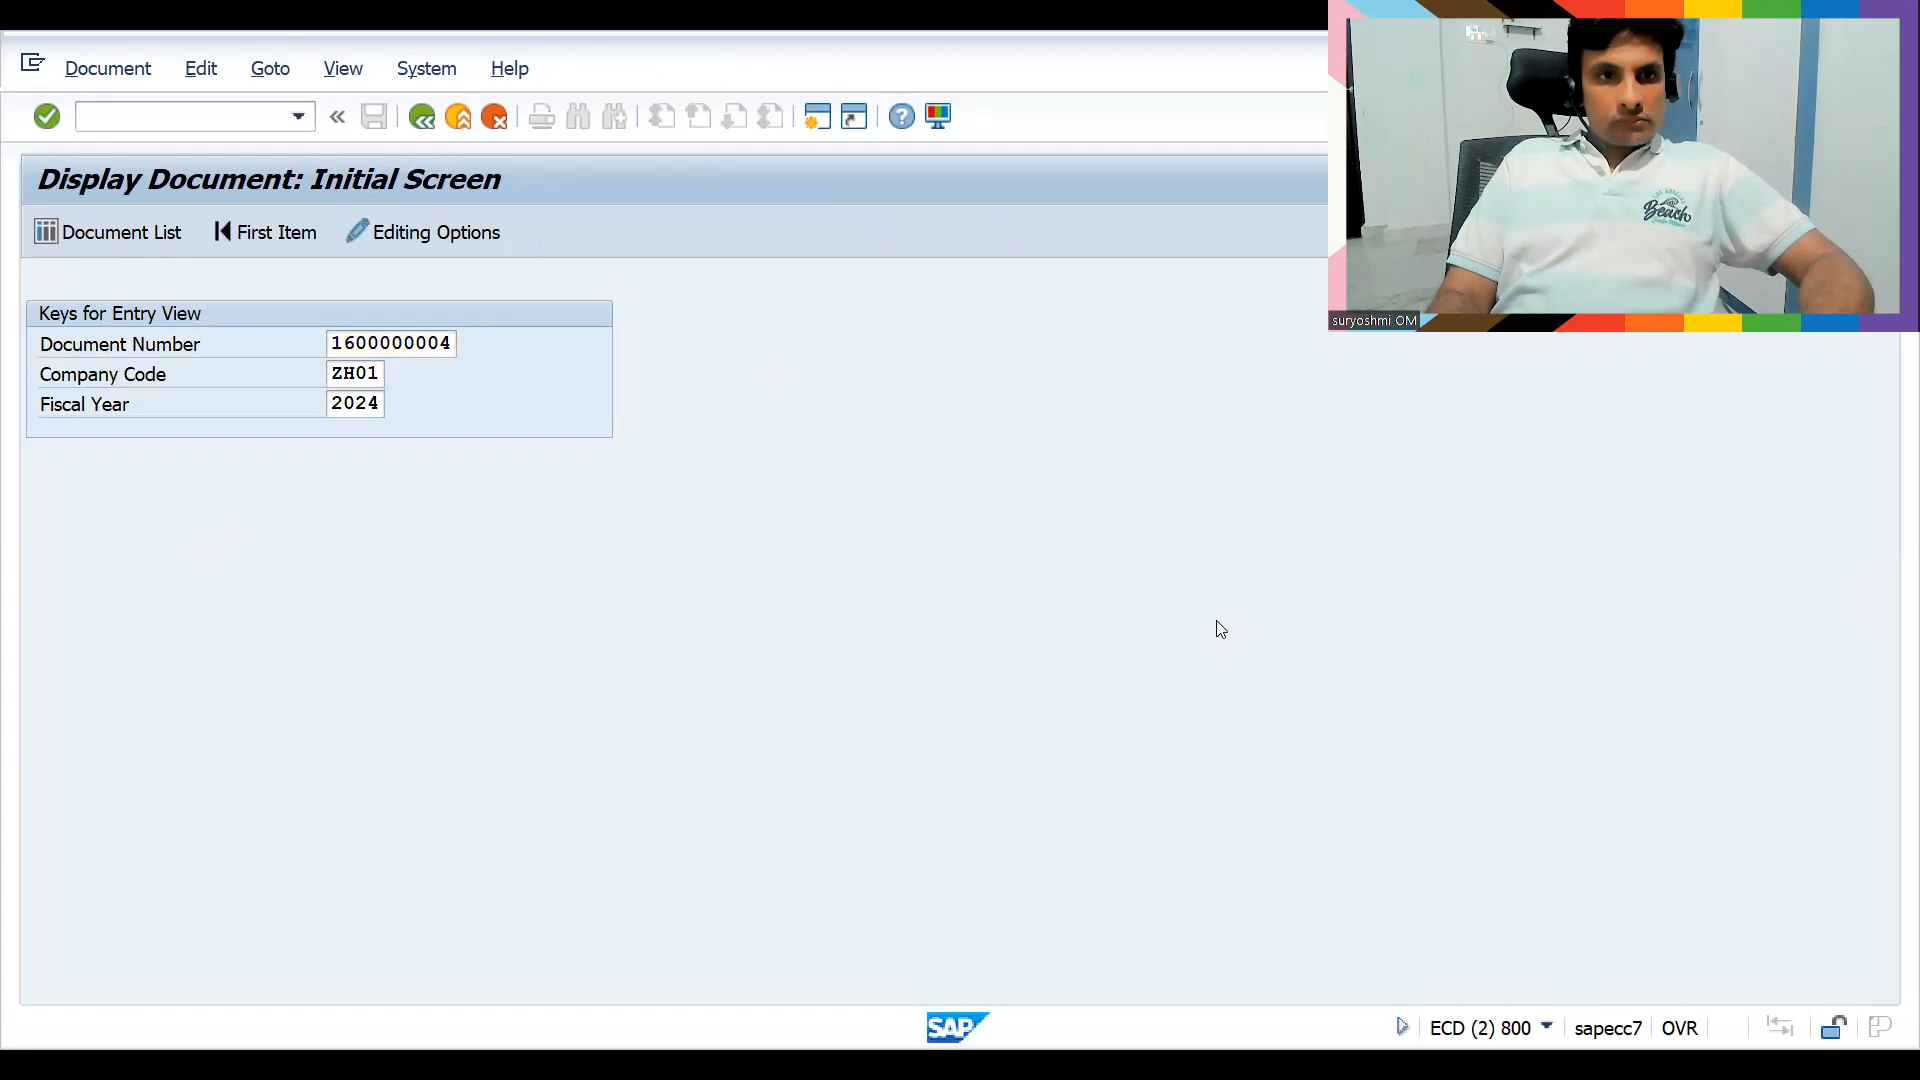 Document Edit Goto View System Help
Display Document: Initial Screen
Document List First Item Editing Options
Keys for Entry View
Document Number 1600000004
Company Code ZH01
Fiscal Year 2024
Beach
suryoshmi OM
SAP ECD (2) 800 sapecc7 OVR